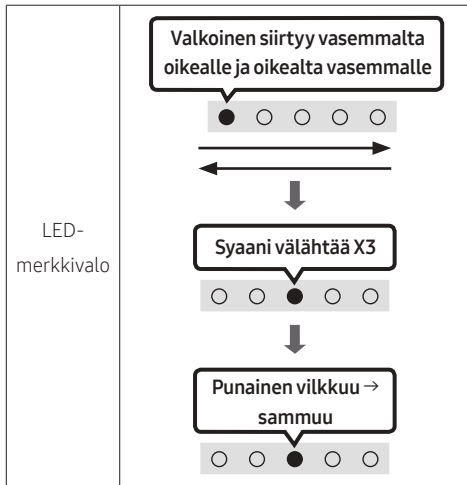 Valkoinen siirtyy vasemmalta
oikealle ja oikealta vasemmalle
LED-
merkkivalo
Syaani välähtää X3
Punainen vilkkuu →
sammuu